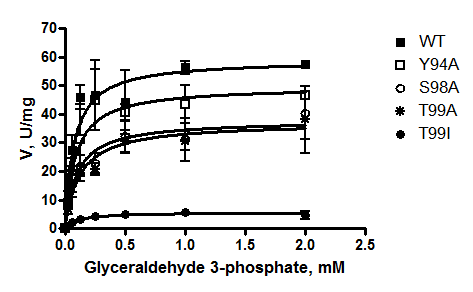 70
60
50
40
30
20
10
0
V, U/mg
0.0 0.5 1.0 1.5 2.0 2.5
Glyceraldehyde 3-phosphate, mM
WT
Y94A
S98A
T99A
T99I